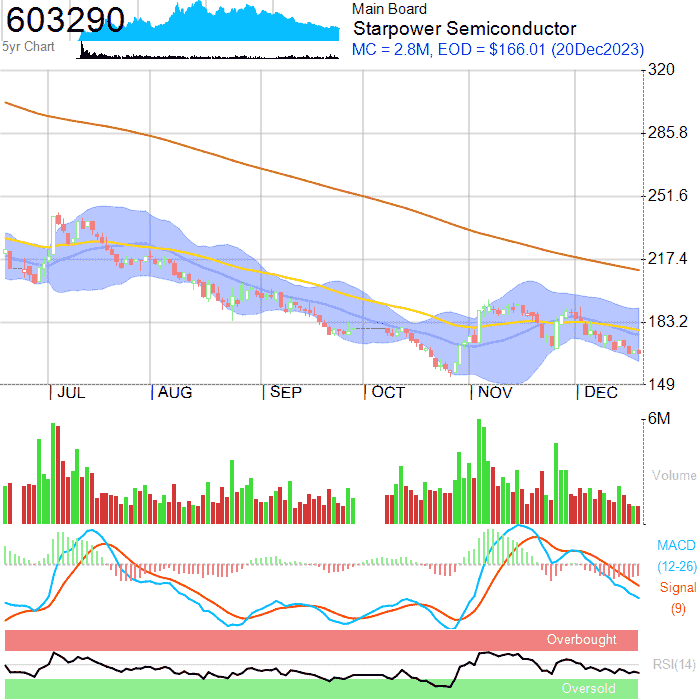 603290
5yr Chart
Main Board
Starpower Semiconductor
MC = 2.8M, EOD = $166.01 (20Dec2023)
320
285.8
251.6
217.4
183.2
149
JUL
AUG
SEP
OCT
NOV
DEC
6M
Volume
MACD
(12-26)
Signal
(9)
Overbought
RSI(14)
Oversold